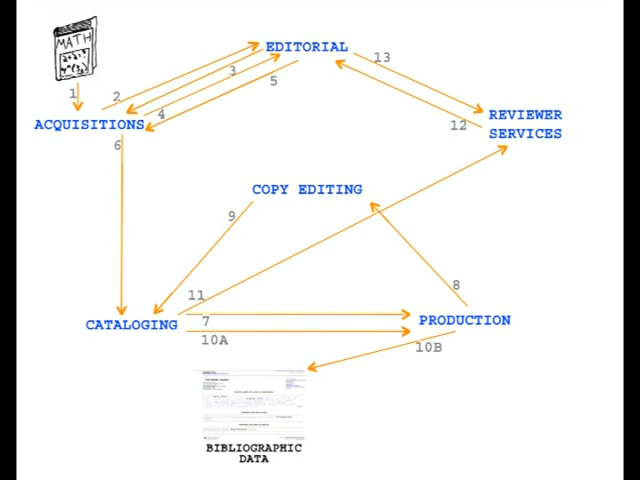 MATH
EDITORIAL
13
1
2
3
5
4
ACQUISITIONS
REVIEWER
SERVICES
12
6
COPY EDITING
9
8
11
7
CATALOGING
PRODUCTION
10A
10B
BIBLIOGRAPHIC
DATA